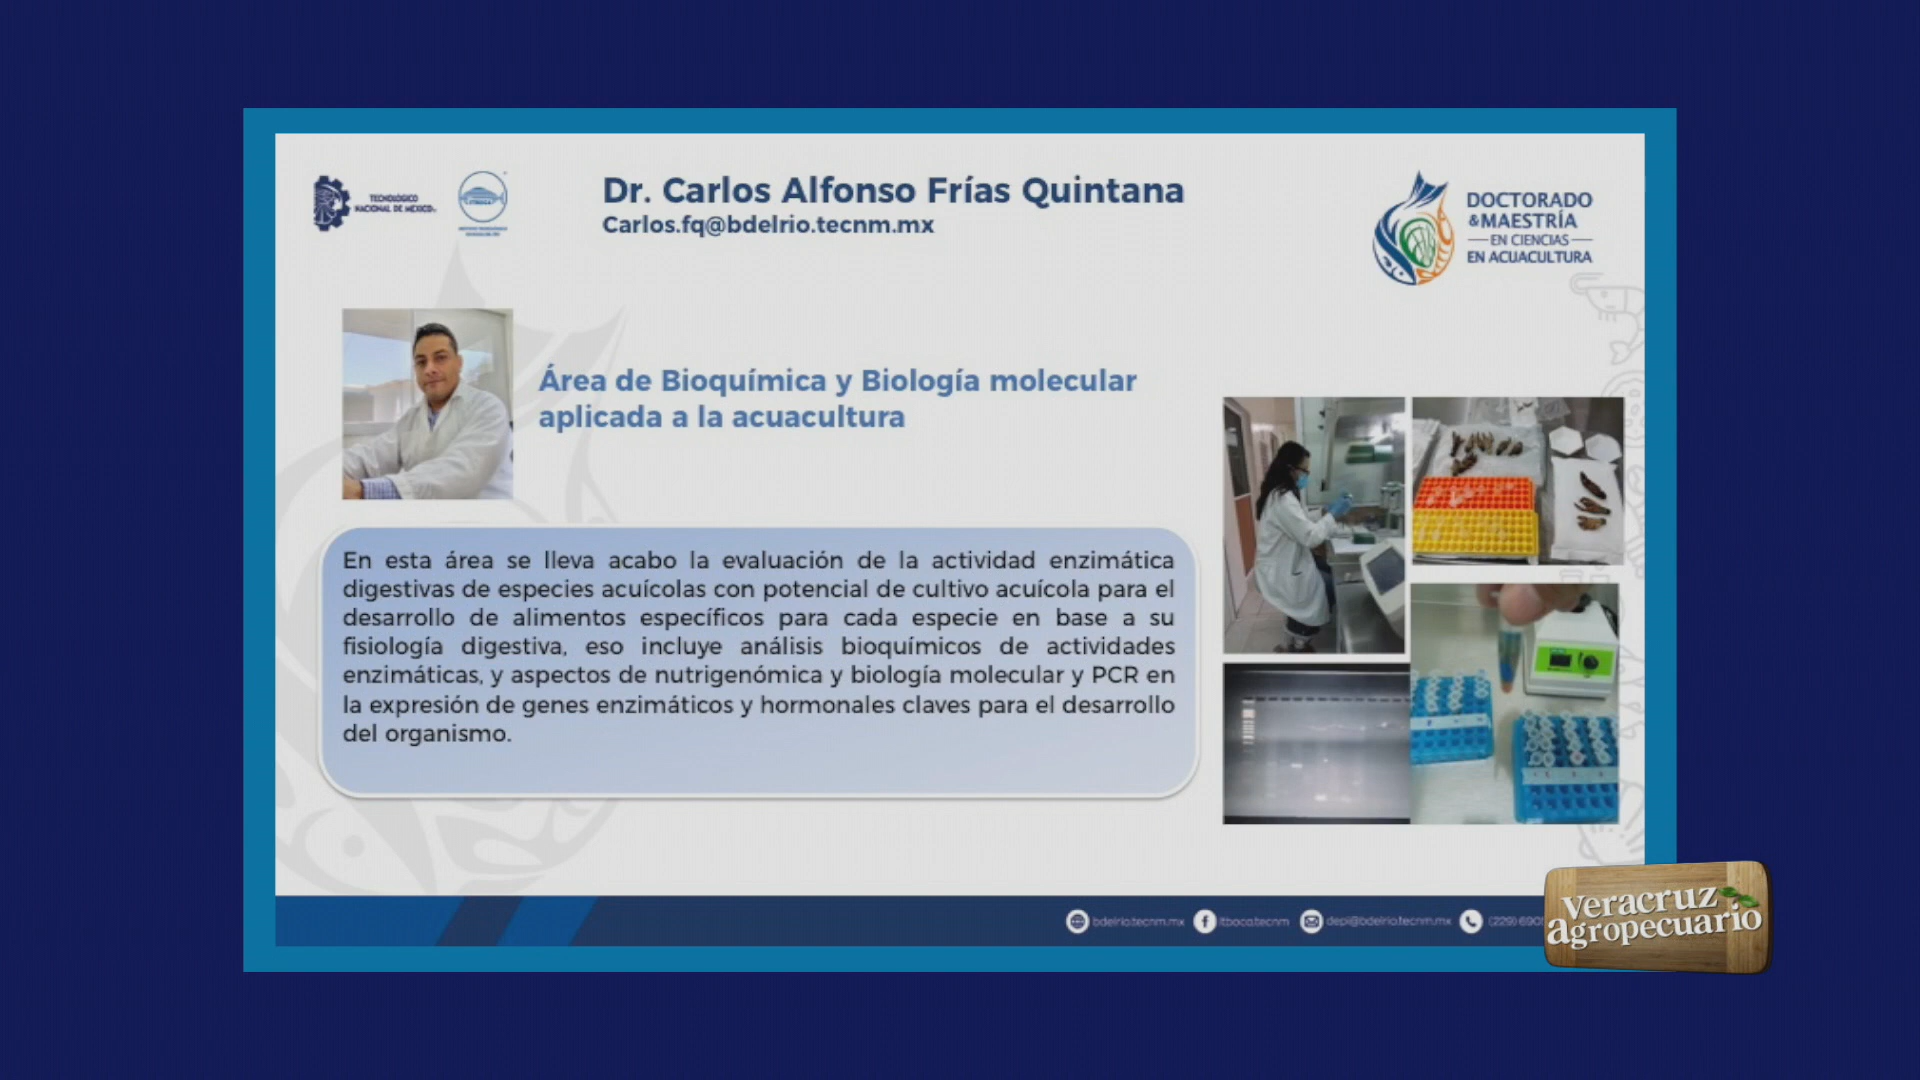 TECNOLÓGICO
NACIONAL DE MÉXICO
Dr. Carlos Alfonso Frías Quintana
Carlos.fq@bdelrio.tecnm.mx
DOCTORADO
&MAESTRÍA
EN CIENCIAS
EN ACUACULTURA
Área de Bioquímica y Biología molecular
aplicada a la acuacultura
En esta área se lleva acabo la evaluación de la actividad enzimática
digestivas de especies acuícolas con potencial de cultivo acuícola para el
desarrollo de alimentos específicos para cada especie en base a su
fisiología digestiva, eso incluye análisis bioquímicos de actividades
enzimáticas, y aspectos de nutrigenómica y biología molecular y PCR en
la expresión de genes enzimáticos y hormonales claves para el desarrollo
del organismo.
bdelrio.tecnm.mx itboca.tecnm depi@bdelrio.tecnm.mx (229) 690
veracruz
agropecuario